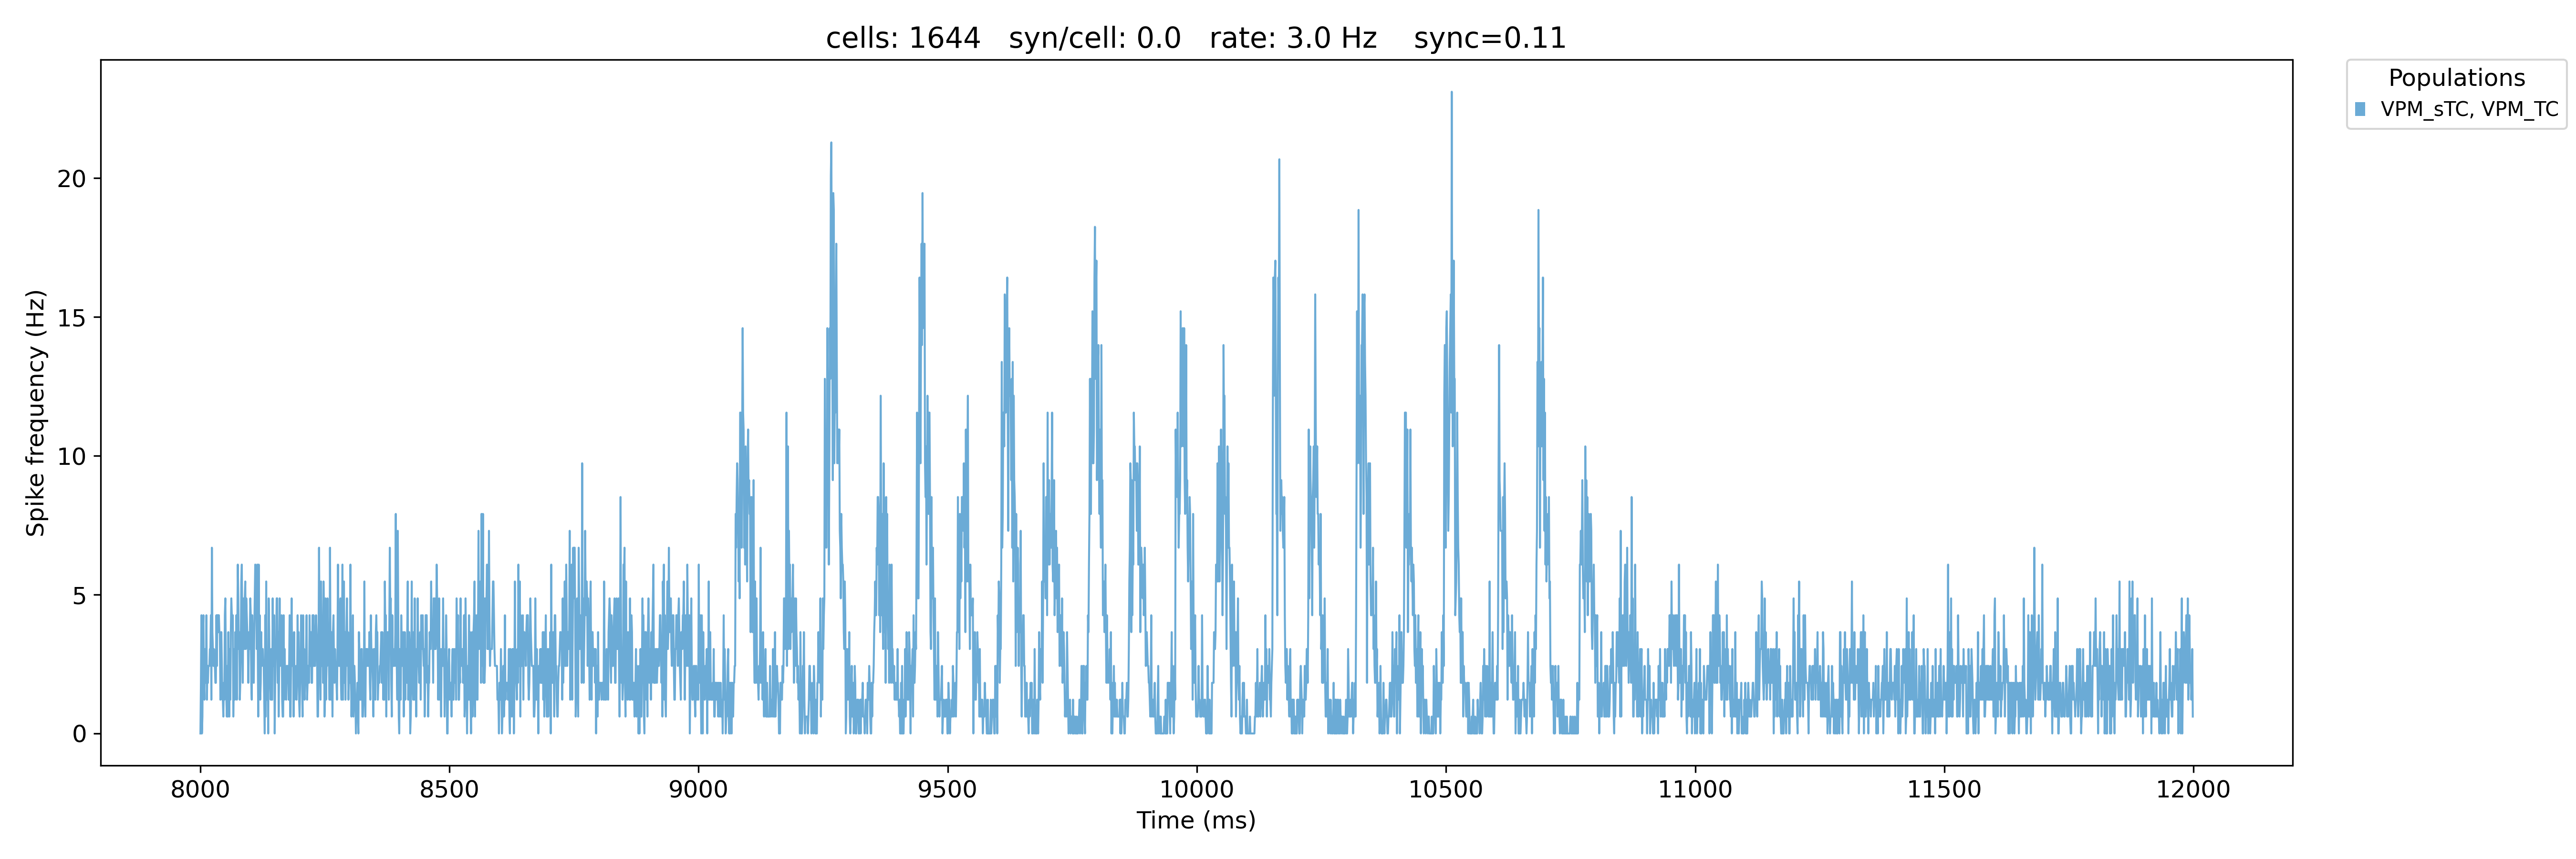 cells: 1644   syn/cell: 0.0   rate: 3.0 Hz    sync=0.11
Populations
VPM_sTC, VPM_TC
Spike frequency (Hz)
20
15
10
5
0
8000 8500 9000 9500 10000 10500 11000 11500 12000
Time (ms)